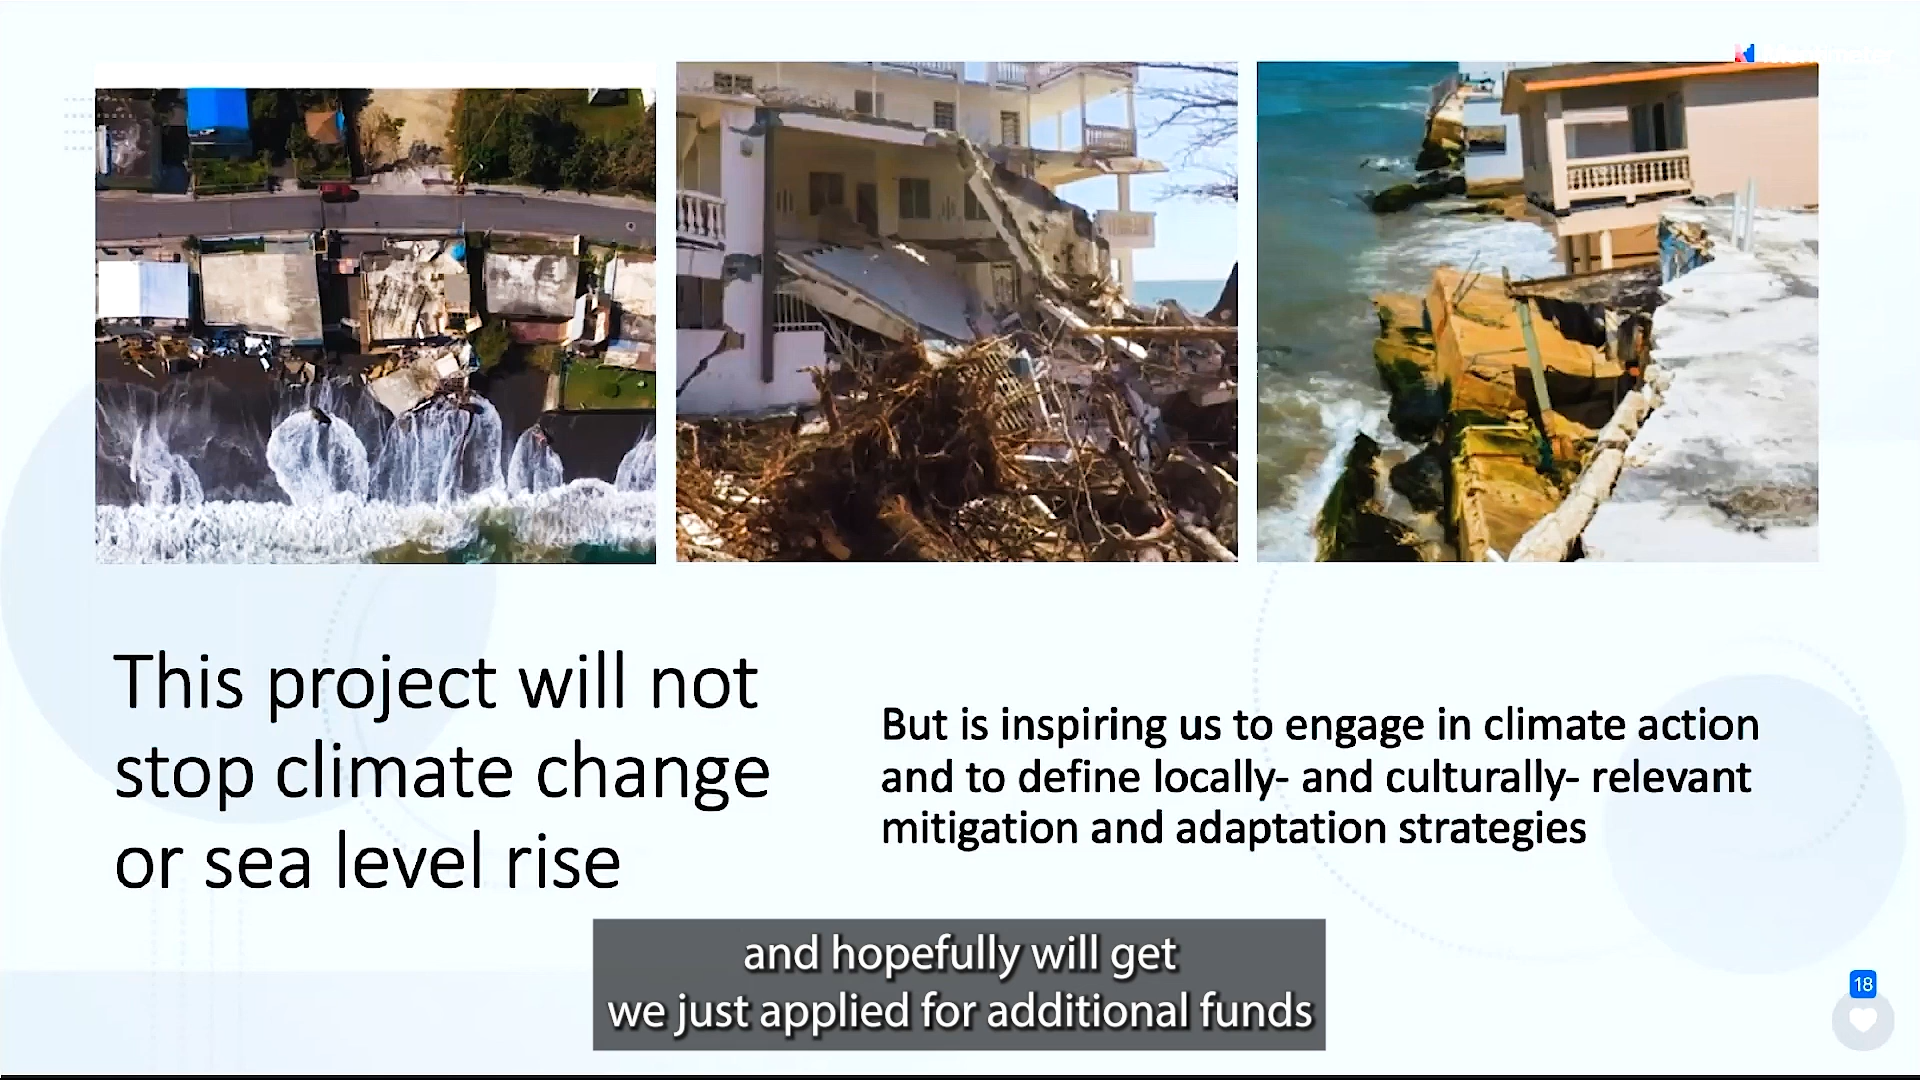 This project will not
stop climate change
or sea level rise
But is inspiring us to engage in climate action
and to define locally- and culturally- relevant
mitigation and adaptation strategies
and hopefully will get
we just applied for additional funds
18